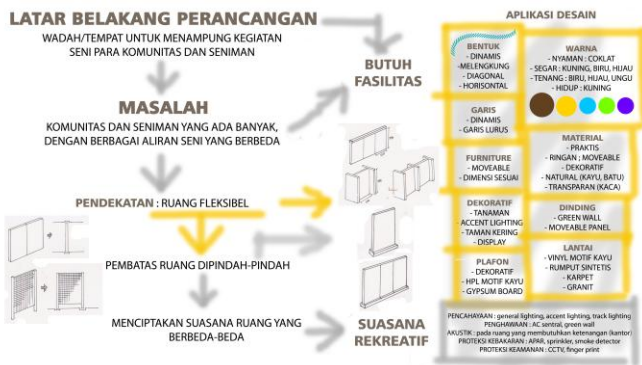 LATAR BELAKANG PERANCANGAN
WADAH/TEMPAT UNTUK MENAMPUNG KEGIATAN
SENI PARA KOMUNITAS DAN SENIMAN
BUTUH
FASILITAS
MASALAH
KOMUNITAS DAN SENIMAN YANG ADA BANYAK,
DENGAN BERBAGAI ALIRAN SENI YANG BERBEDA
PENDEKATAN : RUANG FLEKSIBEL
PEMBATAS RUANG DIPINDAH-PINDAH
MENCIPTAKAN SUASANA RUANG YANG
BERBEDA-BEDA
SUASANA
REKREATIF
APLIKASI DESAIN
BENTUK
- DINAMIS
-MELENGKUNG
- DIAGONAL
- HORISONTAL
GARIS
- DINAMIS
- GARIS LURUS
FURNITURE
- MOVEABLE
- DIMENSI SESUAI
DEKORATIF
- TANAMAN
- ACCENT LIGHTING
- TAMAN KERING
- DISPLAY
PLAFON
- DEKORATIF
- HPL MOTIF KAYU
- GYPSUM BOARD
WARNA
- NYAMAN : COKLAT
- SEGAR : KUNING, BIRU, HIJAU
- TENANG : BIRU, HIJAU, UNGU
- HIDUP : KUNING
MATERIAL
- PRAKTIS
- RINGAN ; MOVEABLE
- DEKORATIF
- NATURAL (KAYU, BATU)
- TRANSPARAN (KACA)
DINDING
- GREEN WALL
- MOVEABLE PANEL
LANTAI
- VINYL MOTIF KAYU
- RUMPUT SINTETIS
- KARPET
- GRANIT
PENCAHAYAAN : general lighting, accent lighting, track lighting
PENGHAWAAN : AC sentral, green wall
AKUSTIK : pada ruang yang membutuhkan ketenangan (kantor)
PROTEKSI KEBAKARAN : APAR, sprinkler, smoke detector
PROTEKSI KEAMANAN : CCTV, finger print